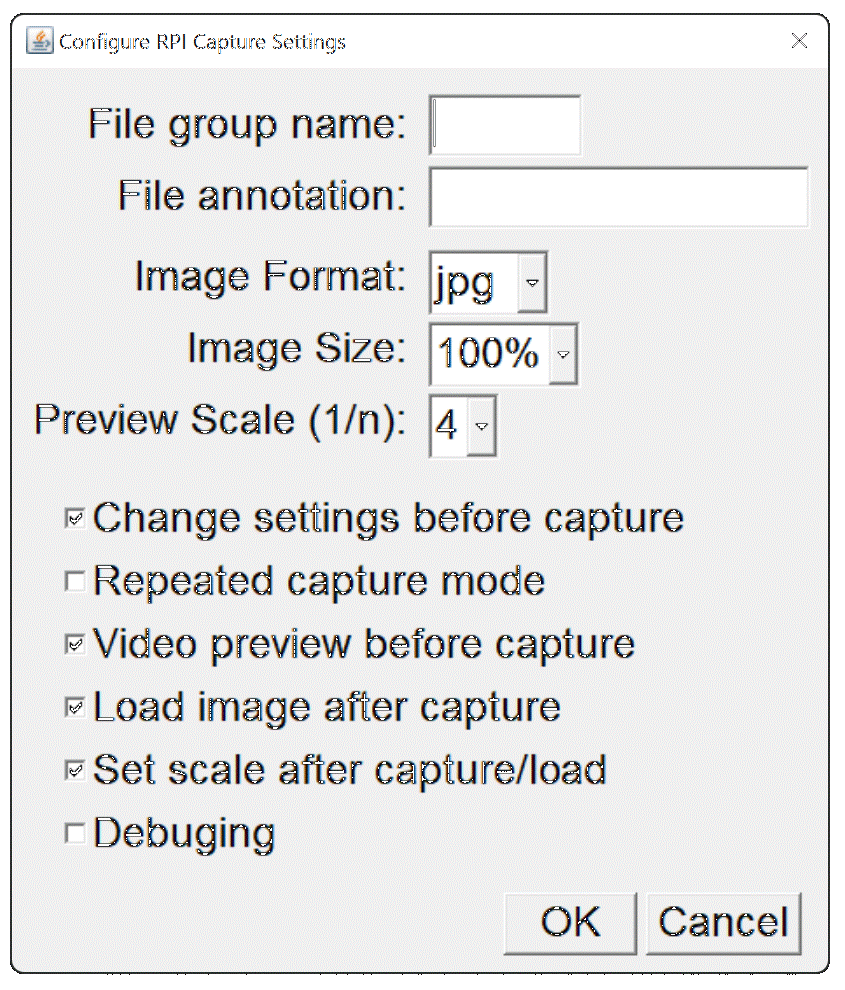 Configure RPI Capture Settings
File group name:
File annotation:
Image Format: jpg
Image Size: 100%
Preview Scale (1/n): 4
Change settings before capture
Repeated capture mode
Video preview before capture
Load image after capture
Set scale after capture/load
Debuging
OK Cancel